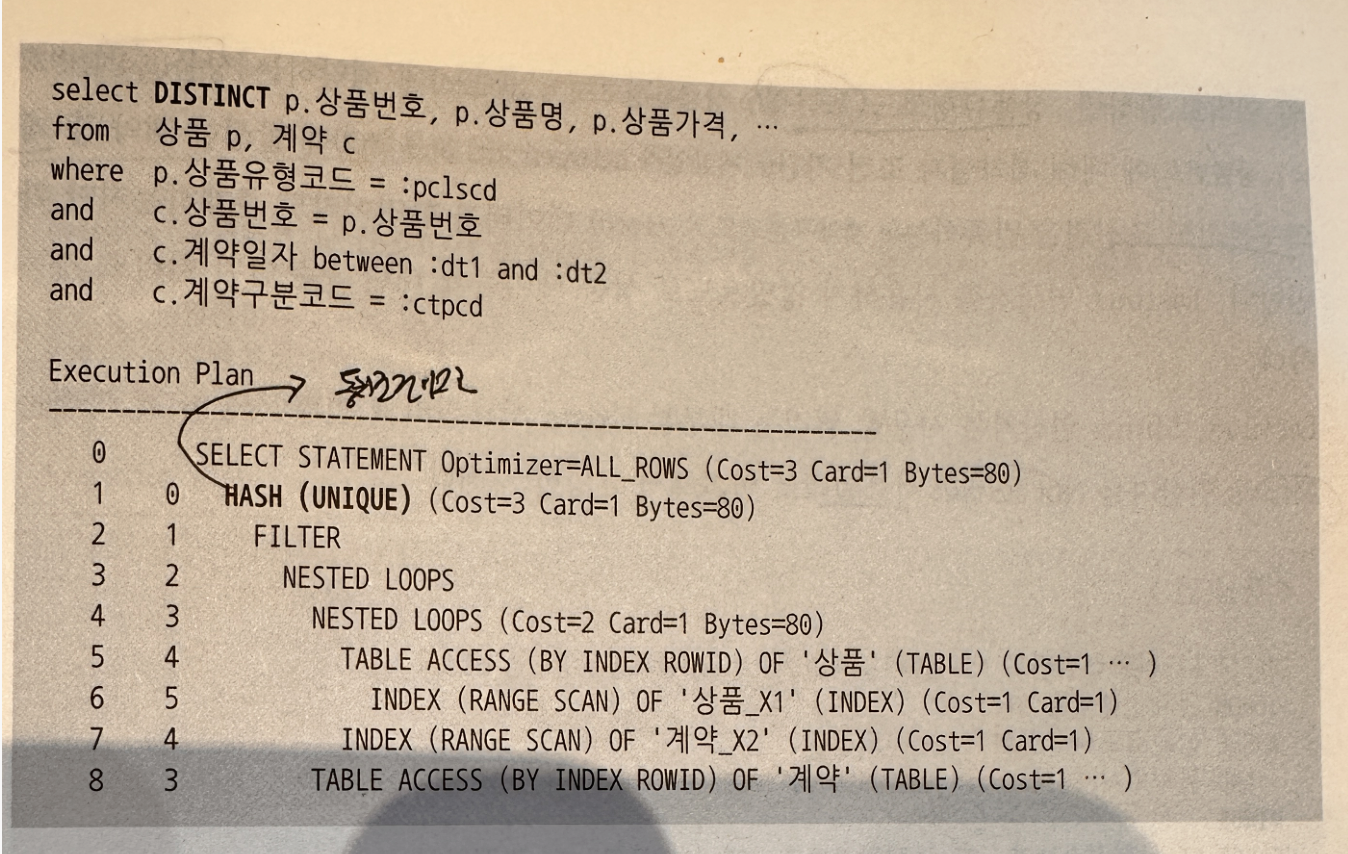 select DISTINCT p.상품번호, p.상품명, p.상품가격, ⋯
from 상품 p, 계약 c
where p.상품유형코드 = :pclscd
and c.상품번호 = p.상품번호
and c.계약일자 between :dt1 and :dt2
and c.계약구분코드 = :ctpcd
Execution Plan
--------------------------------------------------------------
0 SELECT STATEMENT Optimizer=ALL_ROWS (Cost=3 Card=1 Bytes=80)
1 0 HASH (UNIQUE) (Cost=3 Card=1 Bytes=80)
2 1 FILTER
3 2 NESTED LOOPS
4 3 NESTED LOOPS (Cost=2 Card=1 Bytes=80)
5 4 TABLE ACCESS (BY INDEX ROWID) OF '상품' (TABLE) (Cost=1 ⋯ )
6 5 INDEX (RANGE SCAN) OF '상품_X1' (INDEX) (Cost=1 Card=1)
7 4 INDEX (RANGE SCAN) OF '계약_X2' (INDEX) (Cost=1 Card=1)
8 3 TABLE ACCESS (BY INDEX ROWID) OF '계약' (TABLE) (Cost=1 ⋯ )